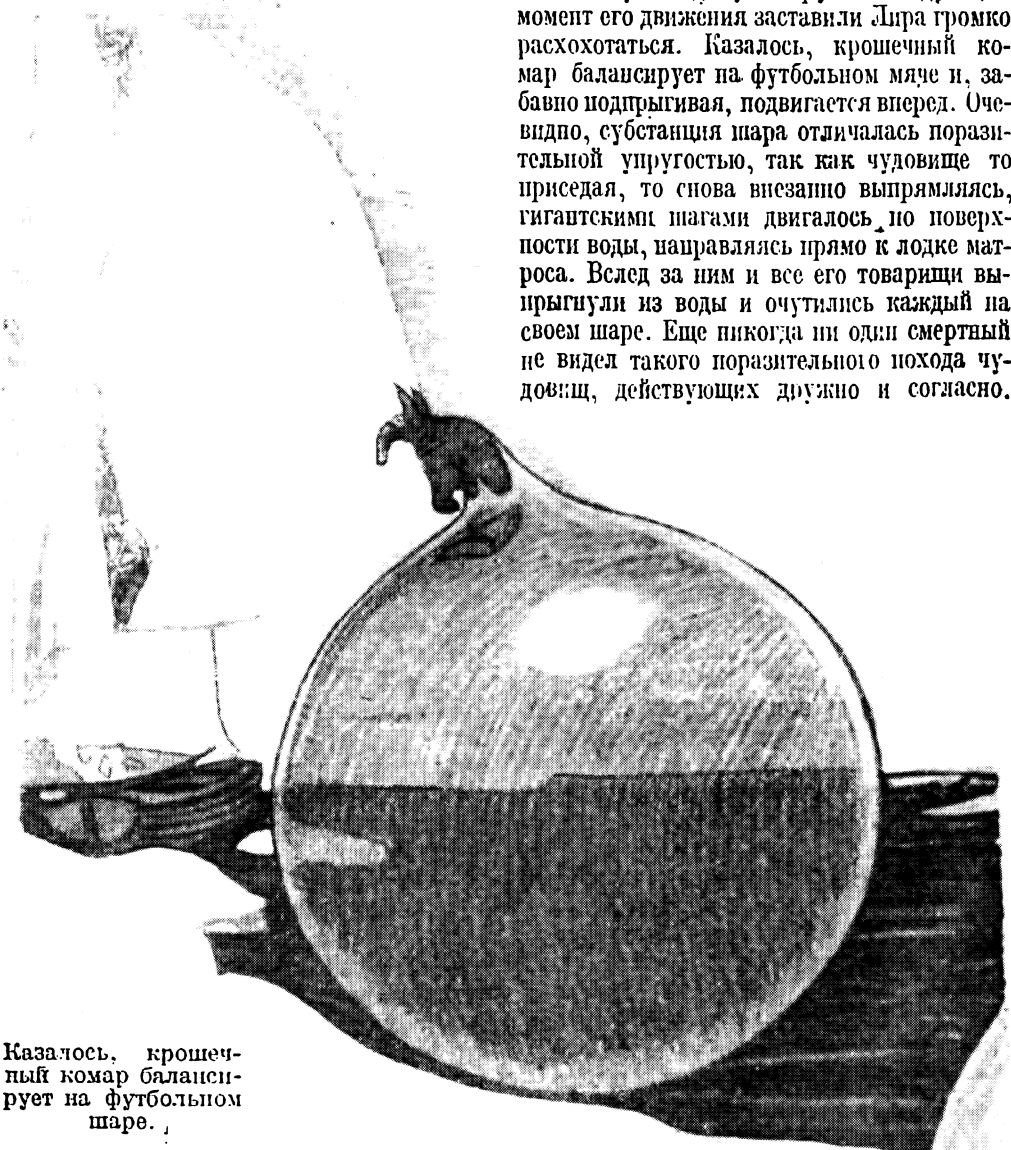 момент его движения заставили Лира громко
расхохотаться. Казалось, крошечный ко-
мар балансирует на футбольном мяче и, за-
бавно подпрыгивая, подвигается вперед. Оче-
видно, субстанция шара отличалась порази-
тельной упругостью, так как чудовище то
приседая, то снова внезапно выпрямляясь,
гигантскими шагами двигалось по поверх-
ности воды, направляясь прямо к лодке мат-
роса. Вслед за ним и все его товарищи вы-
прыгнули из воды и очутились каждый на
своем шаре. Еще никогда ни один смертный
не видел такого поразительного похода чу-
довищ, действующих дружно и согласно.
Казалось, крошеч-
ный комар баланси-
рует на футбольном
шаре.